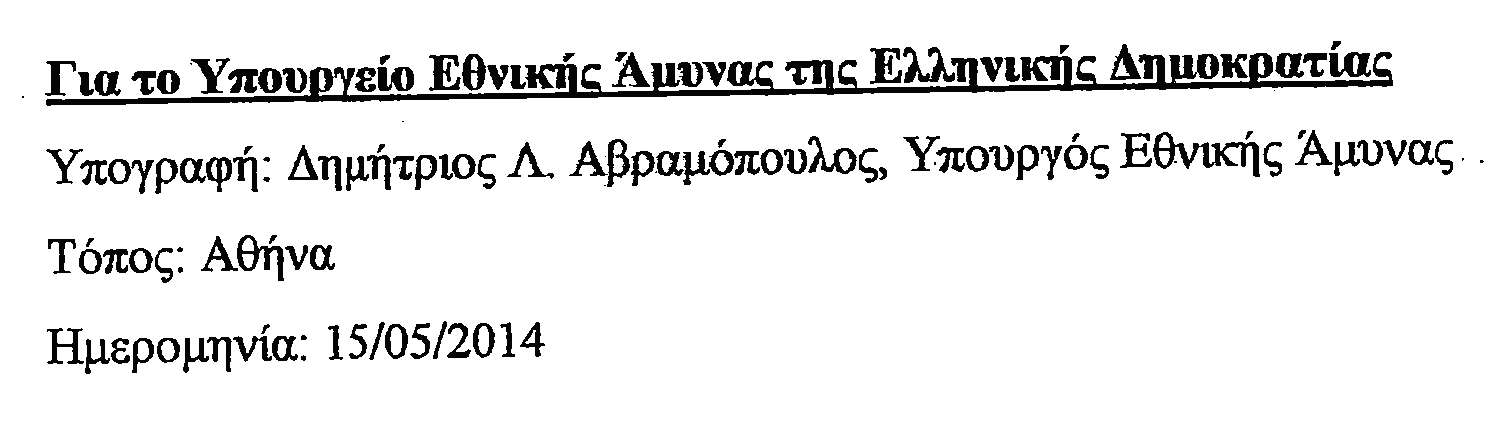 Για το Υπουργείο Εθνικής Άμυνας της Ελληνικής Δημοκρατίας
Υπογραφή: Δημήτριος Λ. Αβραμόπουλος, Υπουργός Εθνικής Άμυνας
Τόπος: Αθήνα
Ημερομηνία: 15/05/2014